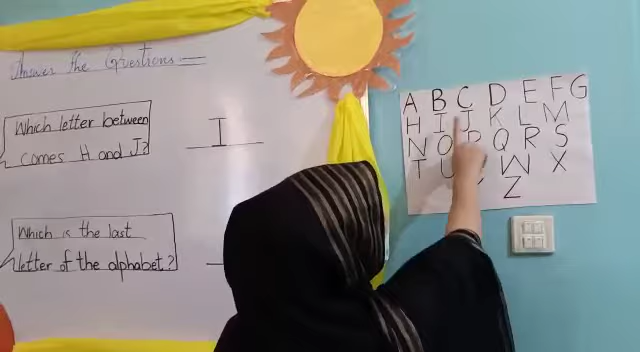 Answer the Questions
Which letter between
comes H and J?
I
Which is the last
letter of the alphabet?
A B C D E F G
H I J K L M
N O P Q R S
T U W X
Z